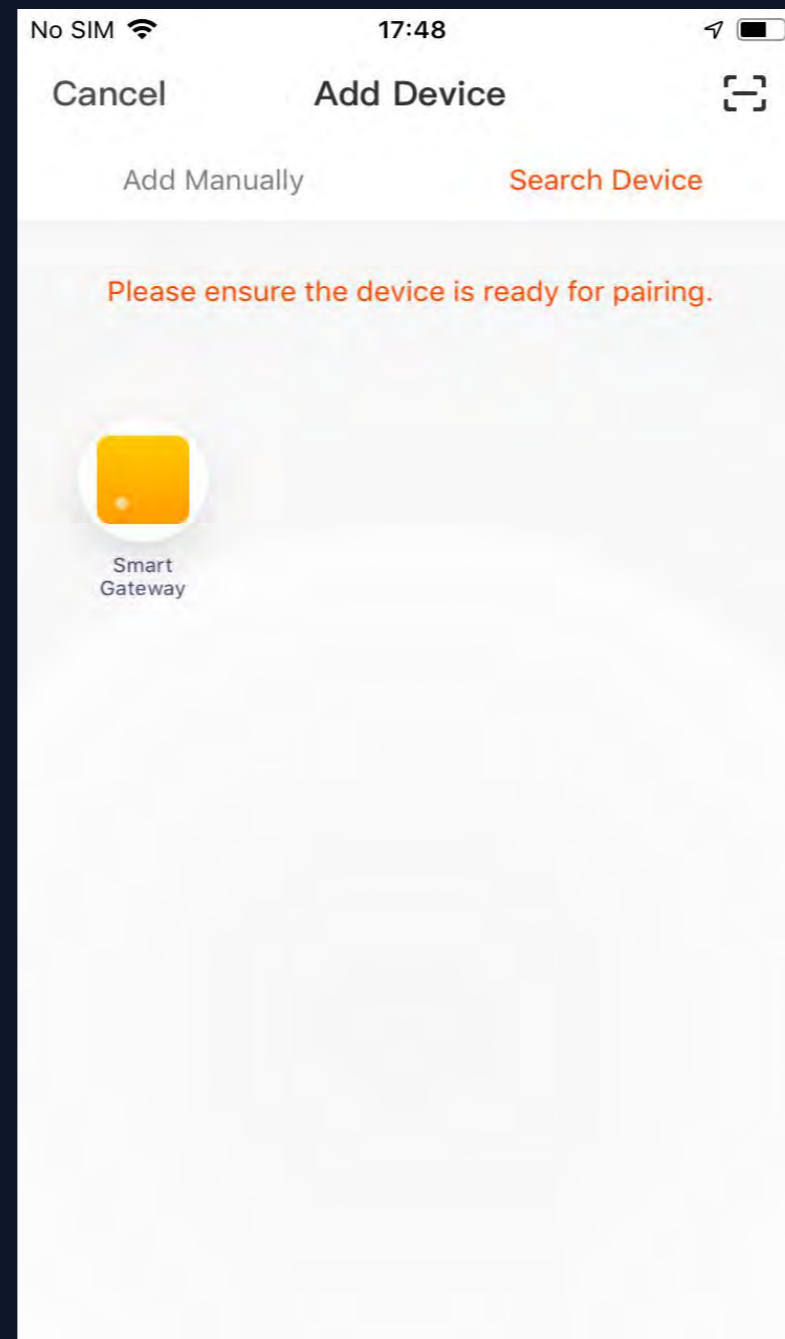 No SIM 17:48
Cancel Add Device
Add Manually Search Device
Please ensure the device is ready for pairing.
Smart
Gateway